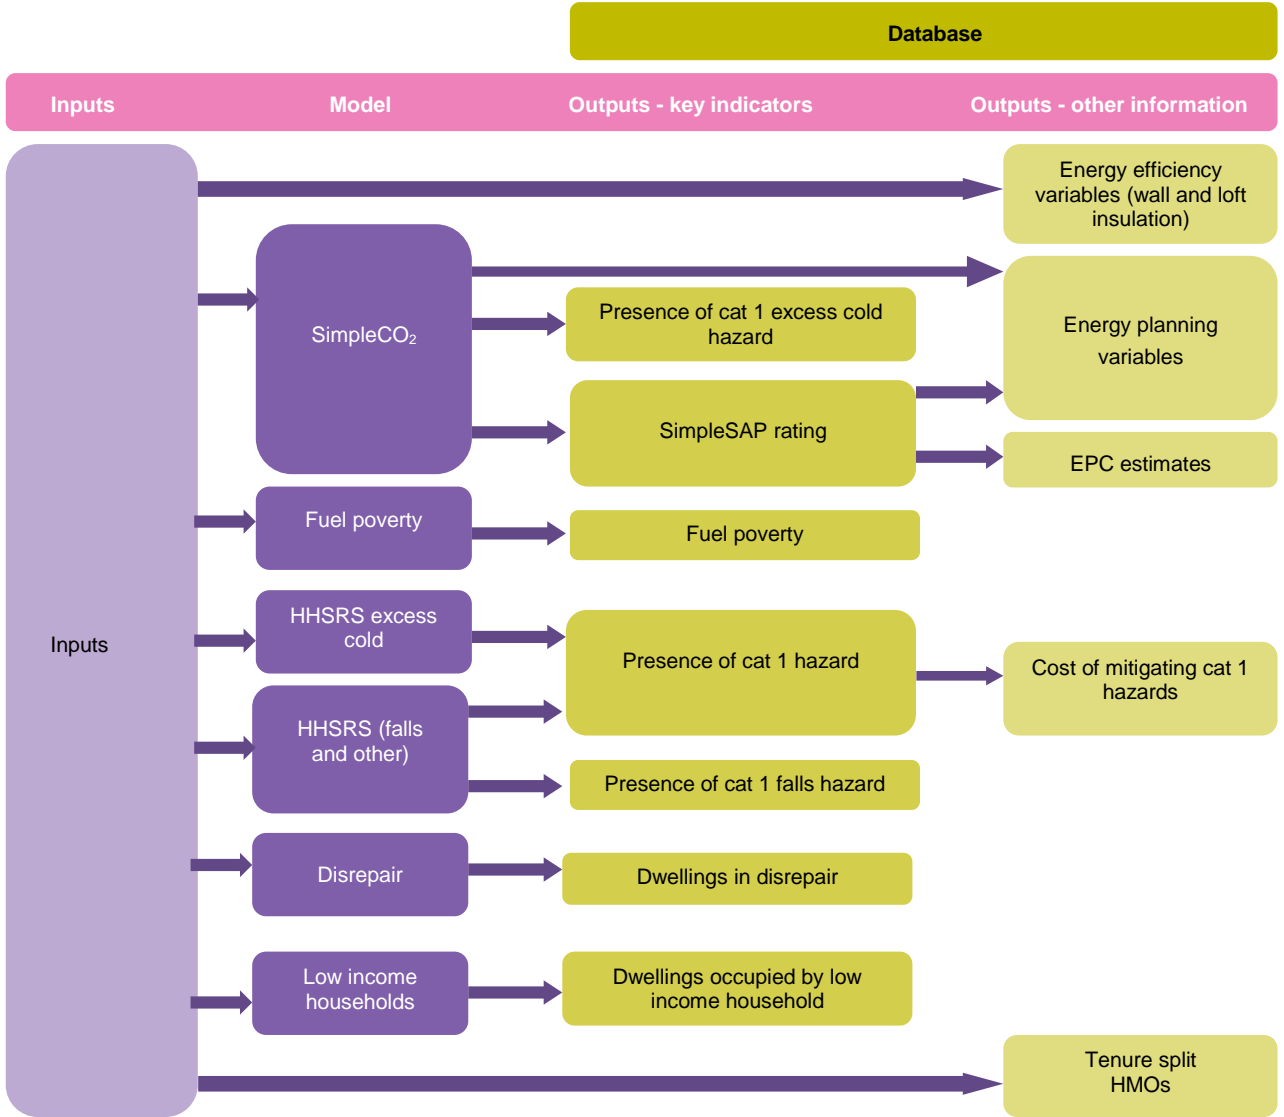 Database
Inputs
Model
Outputs - key indicators
Outputs - other information
Energy efficiency
variables (wall and loft
insulation)
SimpleCO₂
Presence of cat 1 excess cold
hazard
Energy planning
variables
SimpleSAP rating
EPC estimates
Fuel poverty
Fuel poverty
Inputs
HHSRS excess
cold
Presence of cat 1 hazard
Cost of mitigating cat 1
hazards
HHSRS (falls
and other)
Presence of cat 1 falls hazard
Disrepair
Dwellings in disrepair
Low income
households
Dwellings occupied by low
income household
Tenure split
HMOs